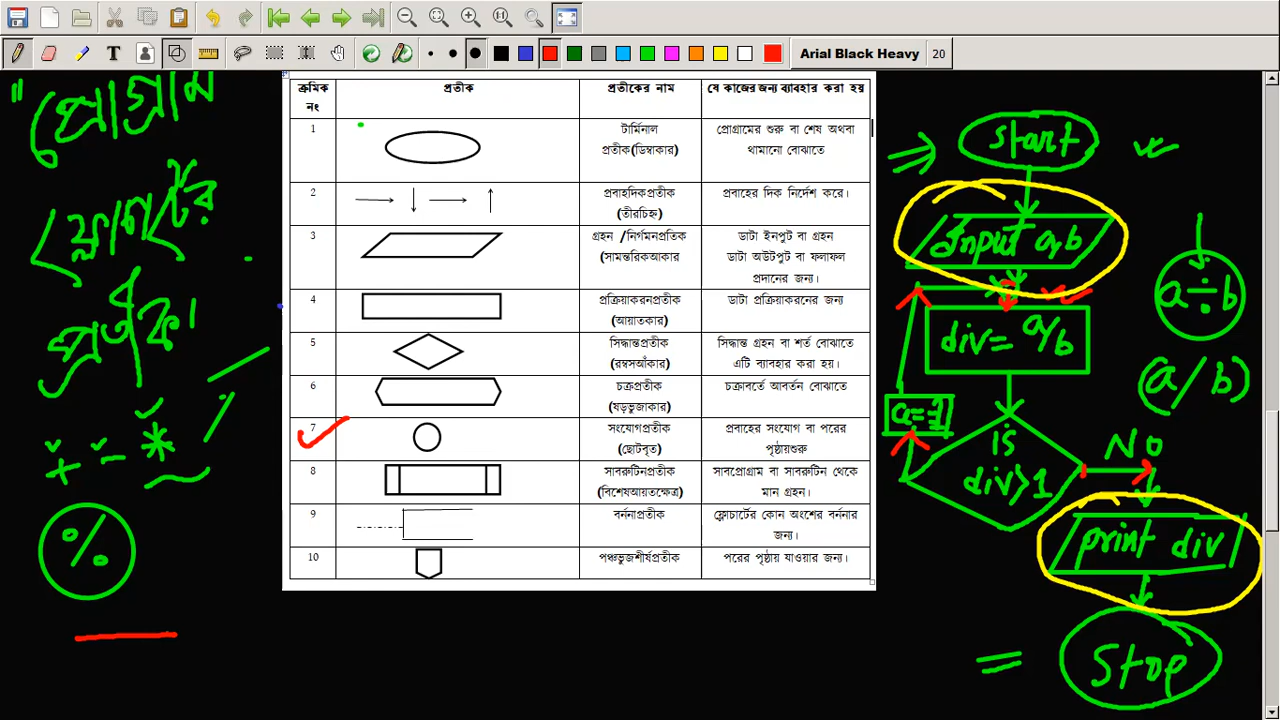 Arial Black Heavy
20
"প্রোগ্রাম
ফ্লোচার্টের
প্রতীক।
+ - *
%
ক্রমিক নং
প্রতীক
প্রতীকের নাম
যে কাজের জন্য ব্যাবহার করা হয়
1
টার্মিনাল
প্রতীক(ডিম্বাকার)
প্রোগ্রামের শুরু বা শেষ অথবা
থামানো বোঝাতে
2
প্রবাহদিকপ্রতীক
(তীরচিহ্ন)
প্রবাহের দিক নির্দেশ করে।
3
গ্রহন /নির্গমনপ্রতিক
(সামন্তরিকআকার
ডাটা ইনপুট বা গ্রহন
ডাটা অউটপুট বা ফলাফল
প্রদানের জন্য।
4
প্রক্রিয়াকরনপ্রতীক
(আয়াতকার)
ডাটা প্রক্রিয়াকরনের জন্য
5
সিদ্ধান্তপ্রতীক
(রম্বসআঁকার)
সিদ্ধান্ত গ্রহন বা শর্ত বোঝাতে
এটি ব্যাবহার করা হয়।
6
চক্রপ্রতীক
(ষড়ভুজাকার)
চক্রাবর্তে আবর্তন বোঝাতে
7
সংযোগপ্রতীক
(ছোটবৃত)
প্রবাহের সংযোগ বা পরের
পৃষ্ঠায়শুরু
8
সাবরুটিনপ্রতীক
(বিশেষআয়তক্ষেত্র)
সাবপ্রোগ্রাম বা সাবরুটিন থেকে
মান গ্রহন।
9
বর্ননাপ্রতীক
ফ্লোচার্টের কোন অংশের বর্ননার
জন্য।
10
পঞ্চভুজশীর্ষপ্রতীক
পরের পৃষ্ঠায় যাওয়ার জন্য।
start
Input a,b
div= a/b
is
div>1
No
print div
Stop
a÷b
(a/b)